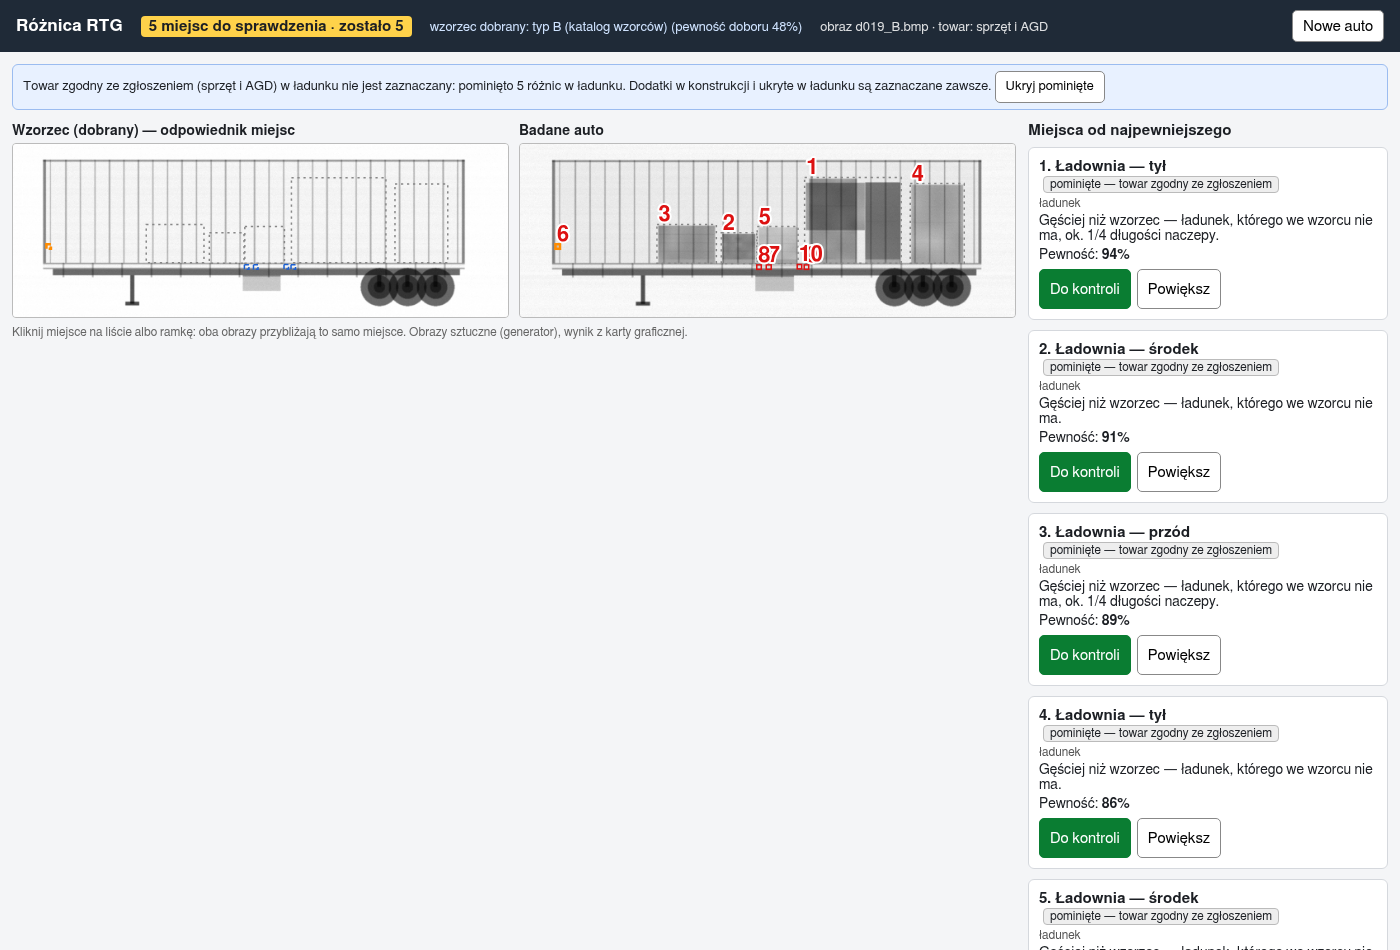 Różnica RTG
5 miejsc do sprawdzenia · zostało 5
wzorzec dobrany: typ B (katalog wzorców) (pewność doboru 48%)
obraz d019_B.bmp · towar: sprzęt i AGD
Nowe auto
Towar zgodny ze zgłoszeniem (sprzęt i AGD) w ładunku nie jest zaznaczany: pominięto 5 różnic w ładunku. Dodatki w konstrukcji i ukryte w ładunku są zaznaczane zawsze.
Ukryj pominięte
Wzorzec (dobrany) — odpowiednik miejsc
Badane auto
1
4
3
2
5
6
8
7
10
Kliknij miejsce na liście albo ramkę: oba obrazy przybliżają to samo miejsce. Obrazy sztuczne (generator), wynik z karty graficznej.
Miejsca od najpewniejszego
1. Ładownia — tył
pominięte — towar zgodny ze zgłoszeniem
ładunek
Gęściej niż wzorzec — ładunek, którego we wzorcu nie
ma, ok. 1/4 długości naczepy.
Pewność: 94%
Do kontroli
Powiększ
2. Ładownia — środek
pominięte — towar zgodny ze zgłoszeniem
ładunek
Gęściej niż wzorzec — ładunek, którego we wzorcu nie
ma.
Pewność: 91%
Do kontroli
Powiększ
3. Ładownia — przód
pominięte — towar zgodny ze zgłoszeniem
ładunek
Gęściej niż wzorzec — ładunek, którego we wzorcu nie
ma, ok. 1/4 długości naczepy.
Pewność: 89%
Do kontroli
Powiększ
4. Ładownia — tył
pominięte — towar zgodny ze zgłoszeniem
ładunek
Gęściej niż wzorzec — ładunek, którego we wzorcu nie
ma.
Pewność: 86%
Do kontroli
Powiększ
5. Ładownia — środek
pominięte — towar zgodny ze zgłoszeniem
ładunek